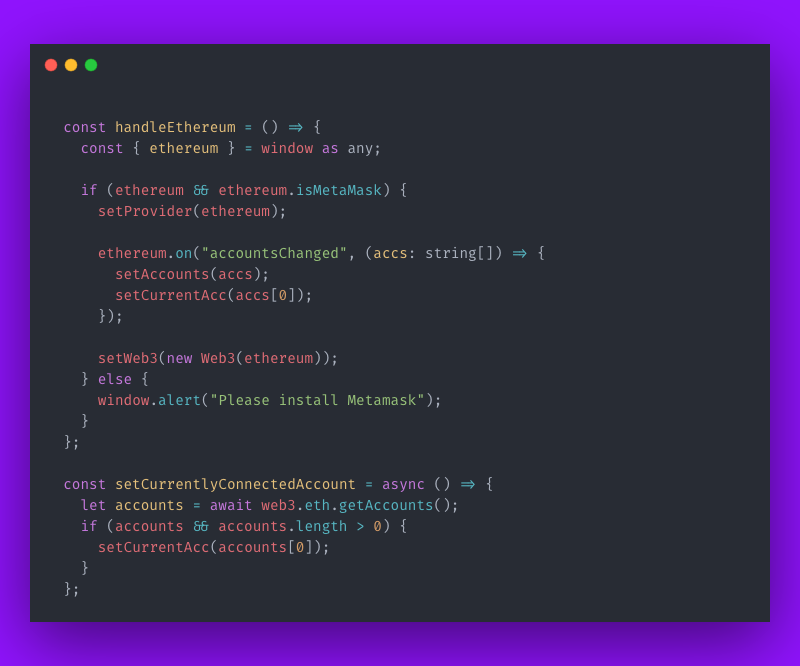 const handleEthereum = () => {
  const { ethereum } = window as any;

  if (ethereum && ethereum.isMetaMask) {
    setProvider(ethereum);

    ethereum.on("accountsChanged", (accs: string[]) => {
      setAccounts(accs);
      setCurrentAcc(accs[0]);
    });

    setWeb3(new Web3(ethereum));
  } else {
    window.alert("Please install Metamask");
  }
};

const setCurrentlyConnectedAccount = async () => {
  let accounts = await web3.eth.getAccounts();
  if (accounts && accounts.length > 0) {
    setCurrentAcc(accounts[0]);
  }
};